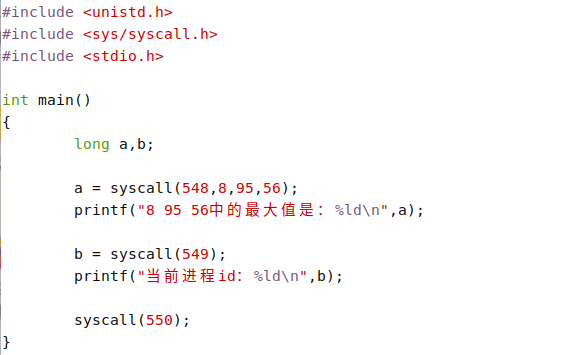 #include <unistd.h>
#include <sys/syscall.h>
#include <stdio.h>

int main()
{
        long a,b;

        a = syscall(548,8,95,56);
        printf("8 95 56中的最大值是：%ld\n",a);

        b = syscall(549);
        printf("当前进程id：%ld\n",b);

        syscall(550);
}